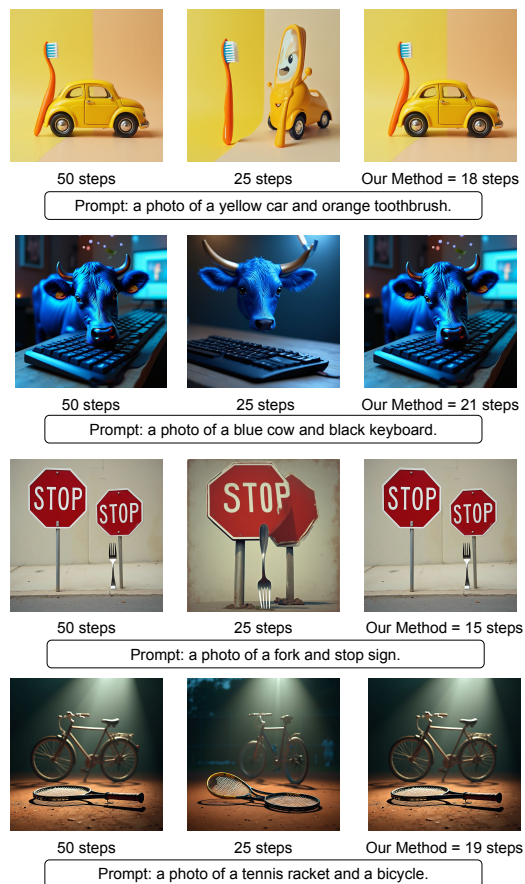 50 steps
25 steps
Our Method = 18 steps
Prompt: a photo of a yellow car and orange toothbrush.
50 steps
25 steps
Our Method = 21 steps
Prompt: a photo of a blue cow and black keyboard.
STOP
STOP
STOP
STOP
STOP
50 steps
25 steps
Our Method = 15 steps
Prompt: a photo of a fork and stop sign.
50 steps
25 steps
Our Method = 19 steps
Prompt: a photo of a tennis racket and a bicycle.